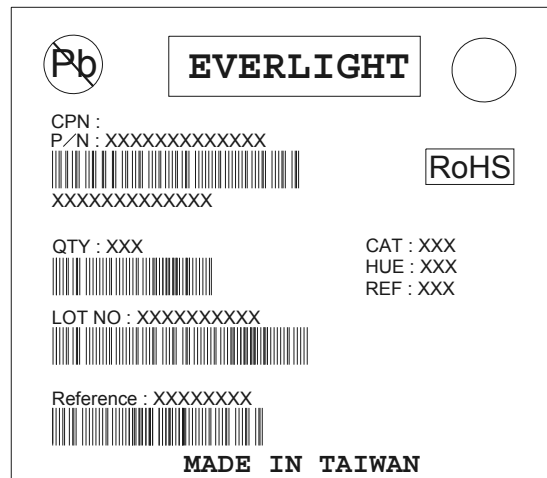 Pb
EVERLIGHT
CPN :
P/N : XXXXXXXXXXXXX
RoHS
XXXXXXXXXXXXX
QTY : XXX
CAT : XXX
HUE : XXX
REF : XXX
LOT NO : XXXXXXXXXX
Reference : XXXXXXXX
MADE IN TAIWAN